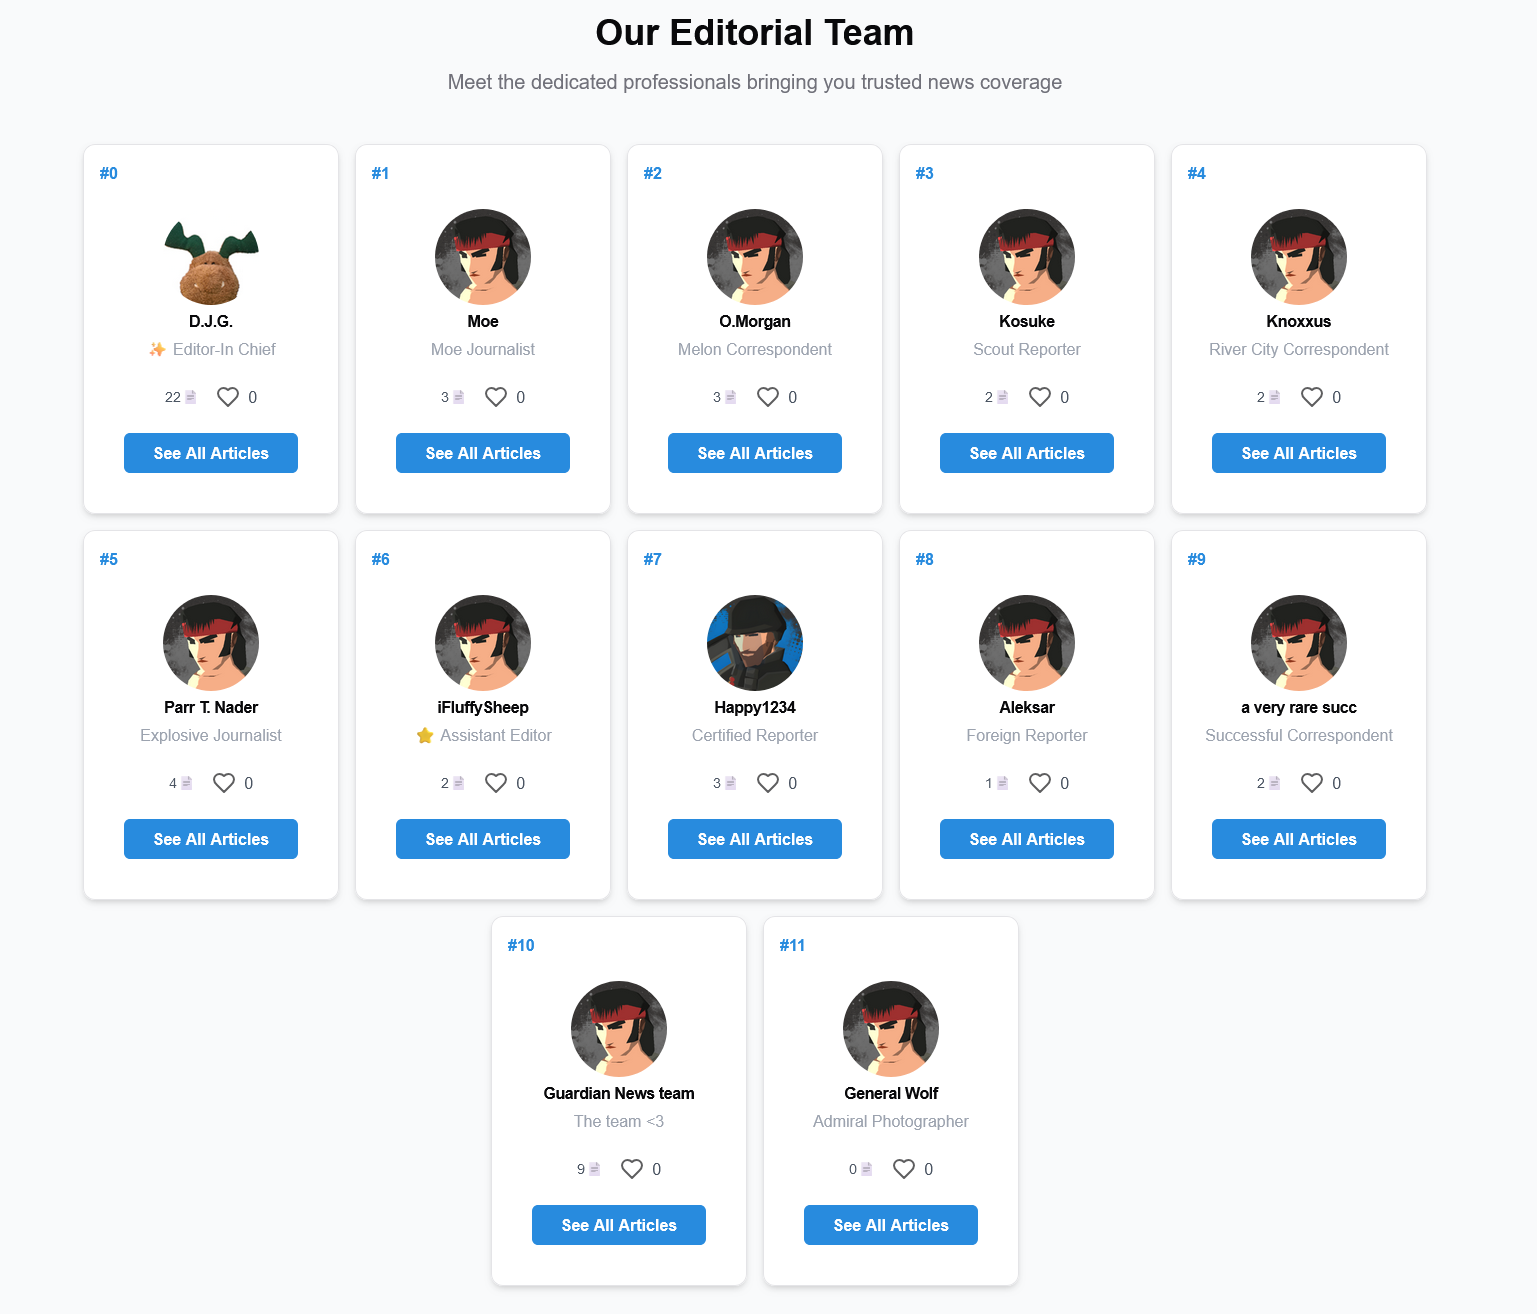 Our Editorial Team
Meet the dedicated professionals bringing you trusted news coverage
#0
D.J.G.
✨ Editor-In Chief
22 0
See All Articles
#1
Moe
Moe Journalist
3 0
See All Articles
#2
O.Morgan
Melon Correspondent
3 0
See All Articles
#3
Kosuke
Scout Reporter
2 0
See All Articles
#4
Knoxxus
River City Correspondent
2 0
See All Articles
#5
Parr T. Nader
Explosive Journalist
4 0
See All Articles
#6
iFluffySheep
⭐ Assistant Editor
2 0
See All Articles
#7
Happy1234
Certified Reporter
3 0
See All Articles
#8
Aleksar
Foreign Reporter
1 0
See All Articles
#9
a very rare succ
Successful Correspondent
2 0
See All Articles
#10
Guardian News team
The team <3
9 0
See All Articles
#11
General Wolf
Admiral Photographer
0 0
See All Articles